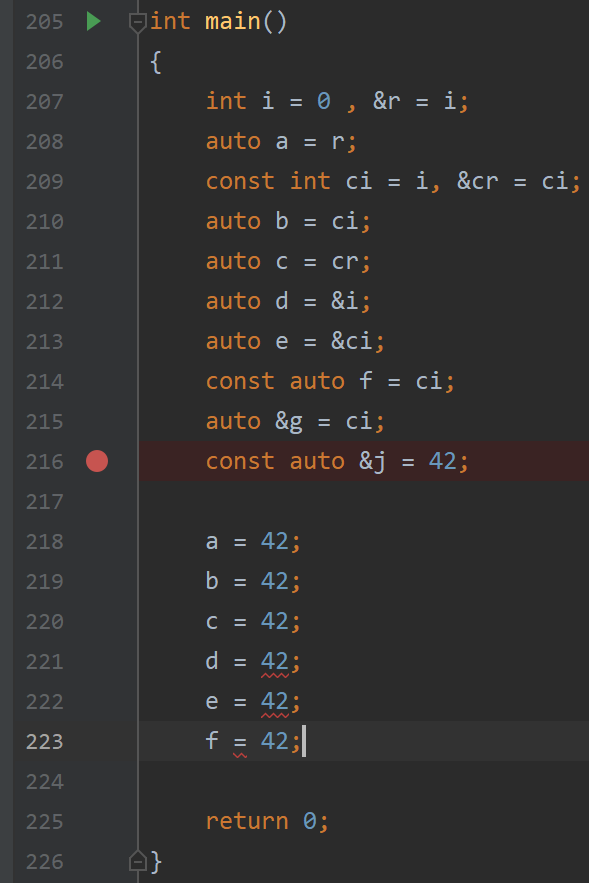 205 int main()
206 {
207 int i = 0 , &r = i;
208 auto a = r;
209 const int ci = i, &cr = ci;
210 auto b = ci;
211 auto c = cr;
212 auto d = &i;
213 auto e = &ci;
214 const auto f = ci;
215 auto &g = ci;
216 const auto &j = 42;
217
218 a = 42;
219 b = 42;
220 c = 42;
221 d = 42;
222 e = 42;
223 f = 42;
224
225 return 0;
226 }